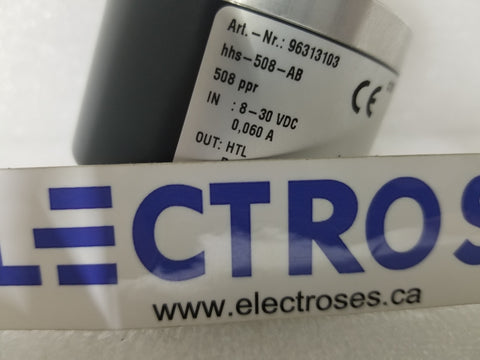 Art.-Nr.: 96313103
hhs-508-AB
508 ppr
IN : 8-30 VDC
0,060 A
OUT: HTL
CE
LECTROS
www.electroses.ca